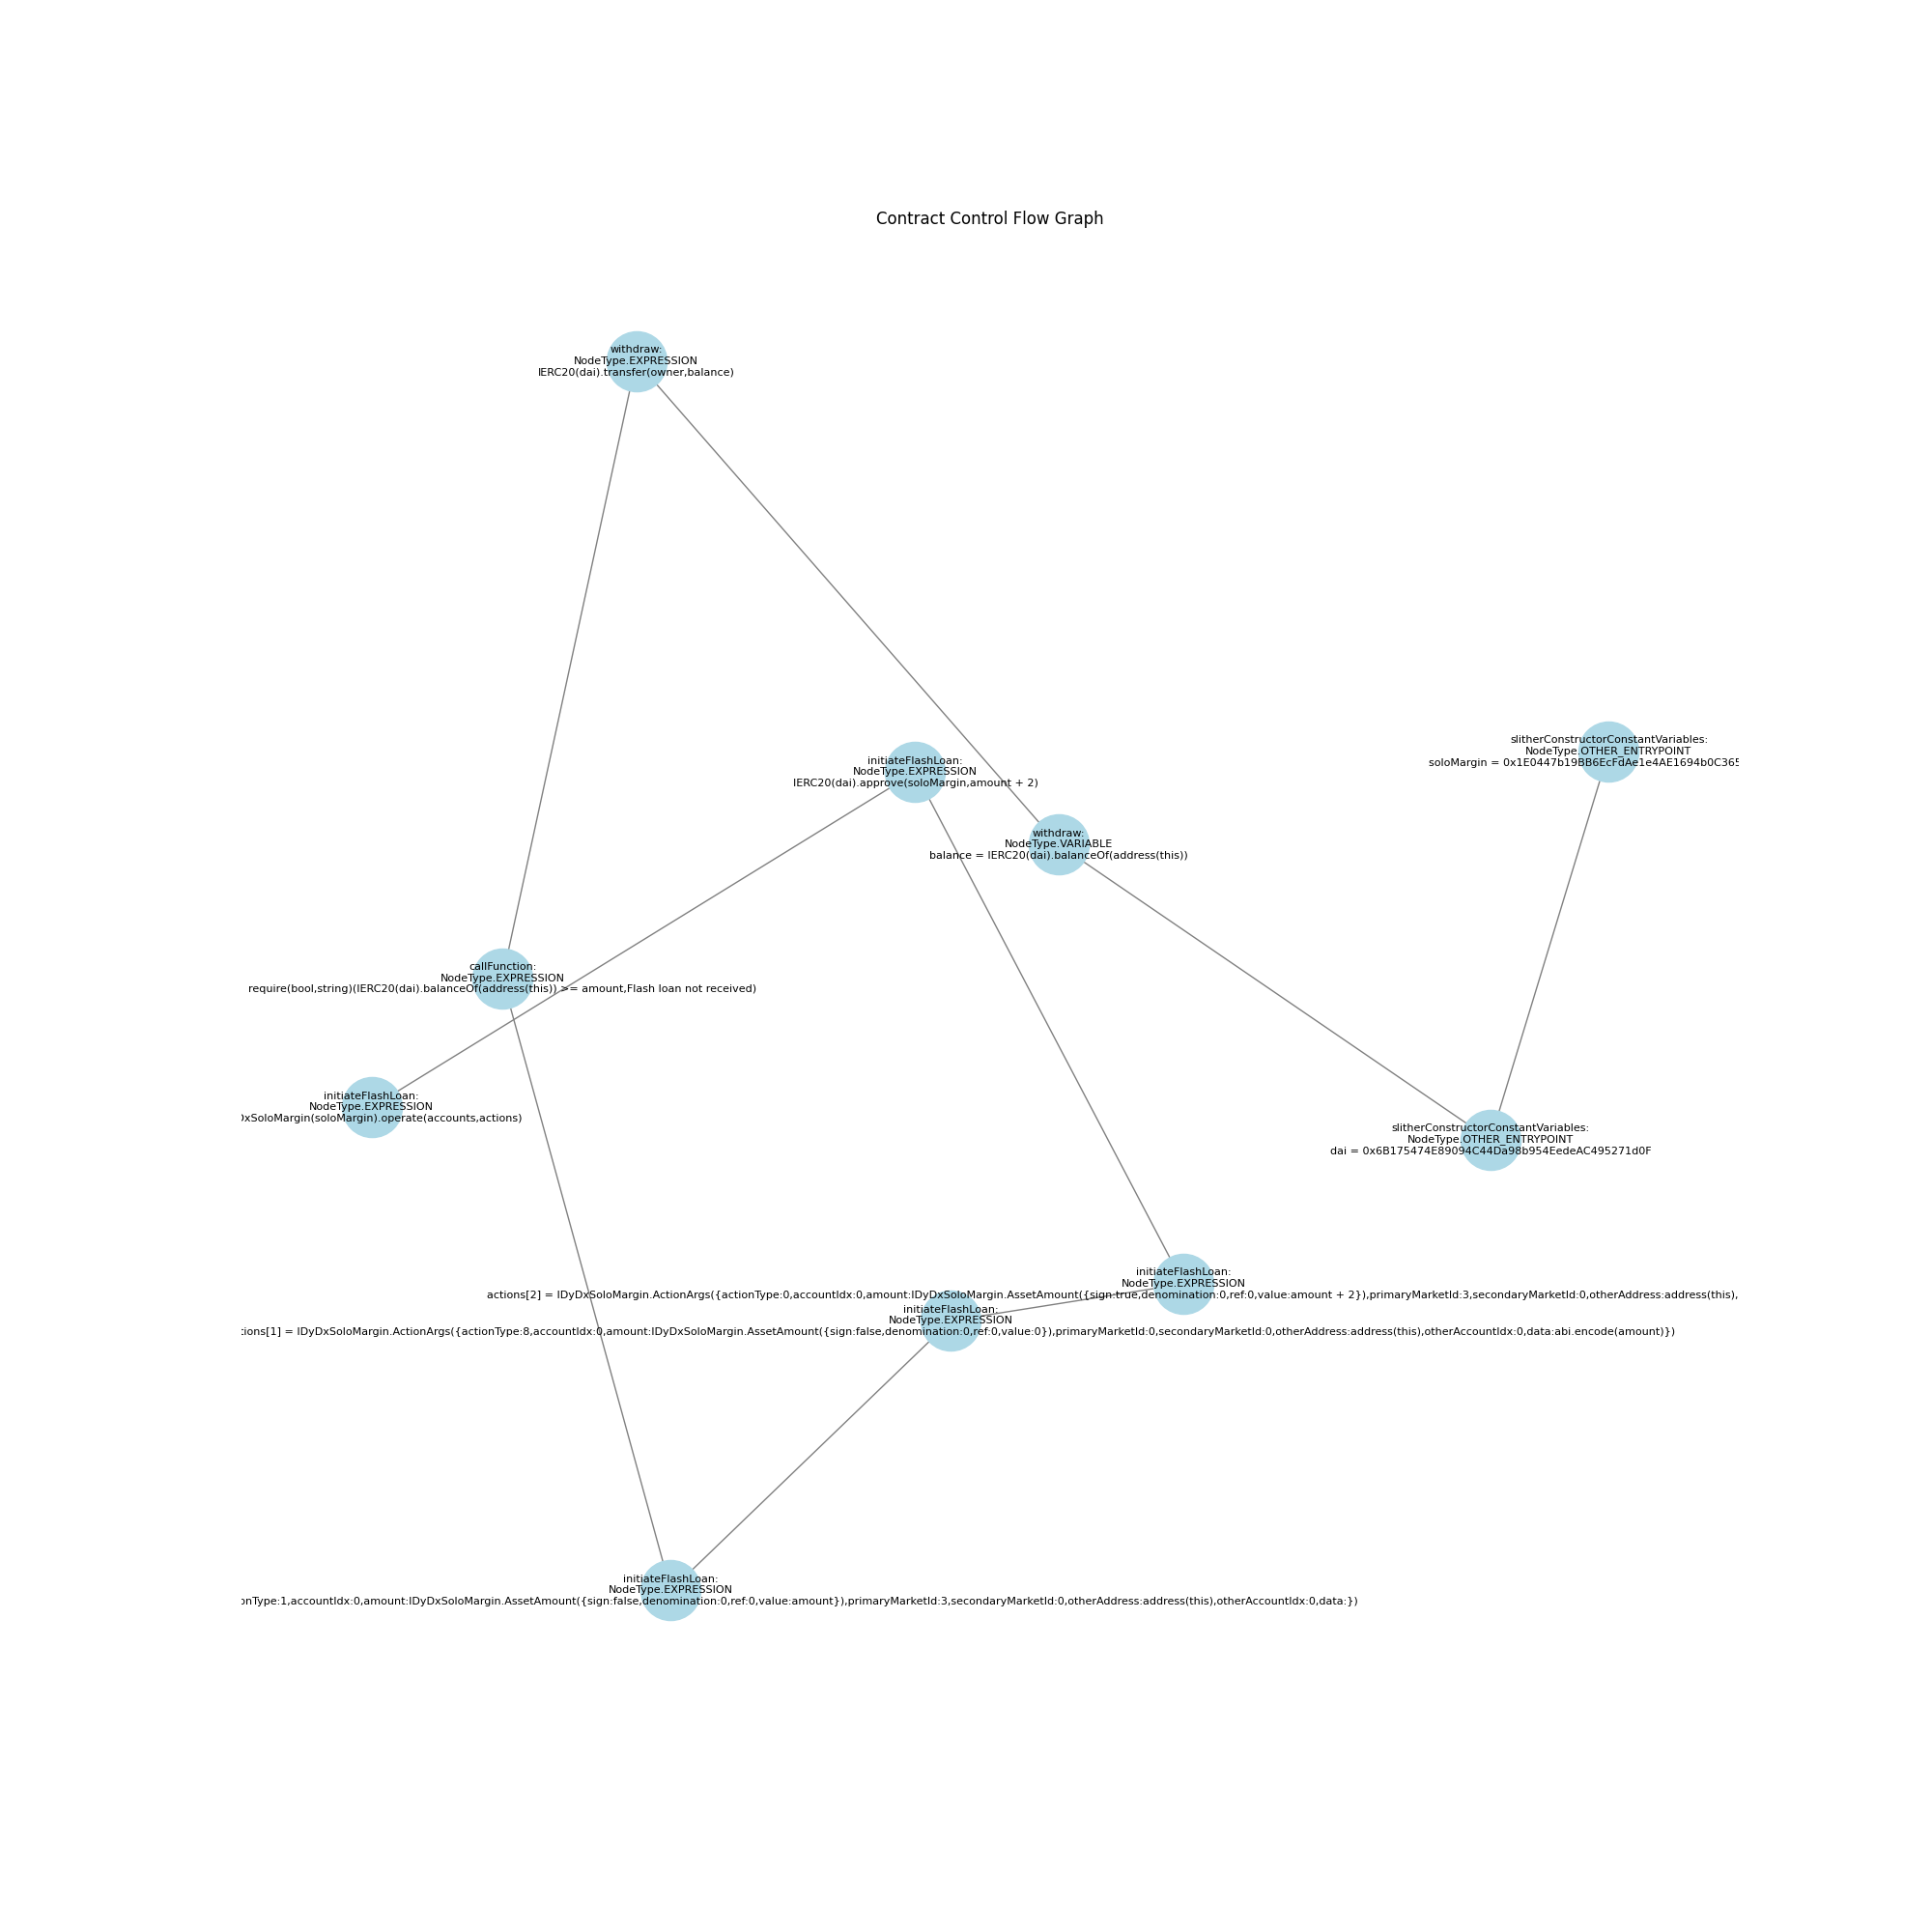 Contract Control Flow Graph
withdraw:
NodeType.EXPRESSION
IERC20(dai).transfer(owner,balance)
slitherConstructorConstantVariables:
NodeType.OTHER_ENTRYPOINT
soloMargin = 0x1E0447b19BB6EcFdAe1e4AE1694b0C365
initiateFlashLoan:
NodeType.EXPRESSION
IERC20(dai).approve(soloMargin,amount + 2)
withdraw:
NodeType.VARIABLE
balance = IERC20(dai).balanceOf(address(this))
callFunction:
NodeType.EXPRESSION
require(bool,string)(IERC20(dai).balanceOf(address(this)) >= amount,Flash loan not received)
initiateFlashLoan:
NodeType.EXPRESSION
xSoloMargin(soloMargin).operate(accounts,actions)
slitherConstructorConstantVariables:
NodeType.OTHER_ENTRYPOINT
dai = 0x6B175474E89094C44Da98b954EedeAC495271d0F
initiateFlashLoan:
NodeType.EXPRESSION
actions[2] = IDyDxSoloMargin.ActionArgs({actionType:0,accountIdx:0,amount:IDyDxSoloMargin.AssetAmount({sign:true,denomination:0,ref:0,value:amount + 2}),primaryMarketId:3,secondaryMarketId:0,otherAddress:address(this),
initiateFlashLoan:
NodeType.EXPRESSION
tions[1] = IDyDxSoloMargin.ActionArgs({actionType:8,accountIdx:0,amount:IDyDxSoloMargin.AssetAmount({sign:false,denomination:0,ref:0,value:0}),primaryMarketId:0,secondaryMarketId:0,otherAddress:address(this),otherAccountIdx:0,data:abi.encode(amount)})
initiateFlashLoan:
NodeType.EXPRESSION
onType:1,accountIdx:0,amount:IDyDxSoloMargin.AssetAmount({sign:false,denomination:0,ref:0,value:amount}),primaryMarketId:3,secondaryMarketId:0,otherAddress:address(this),otherAccountIdx:0,data:})